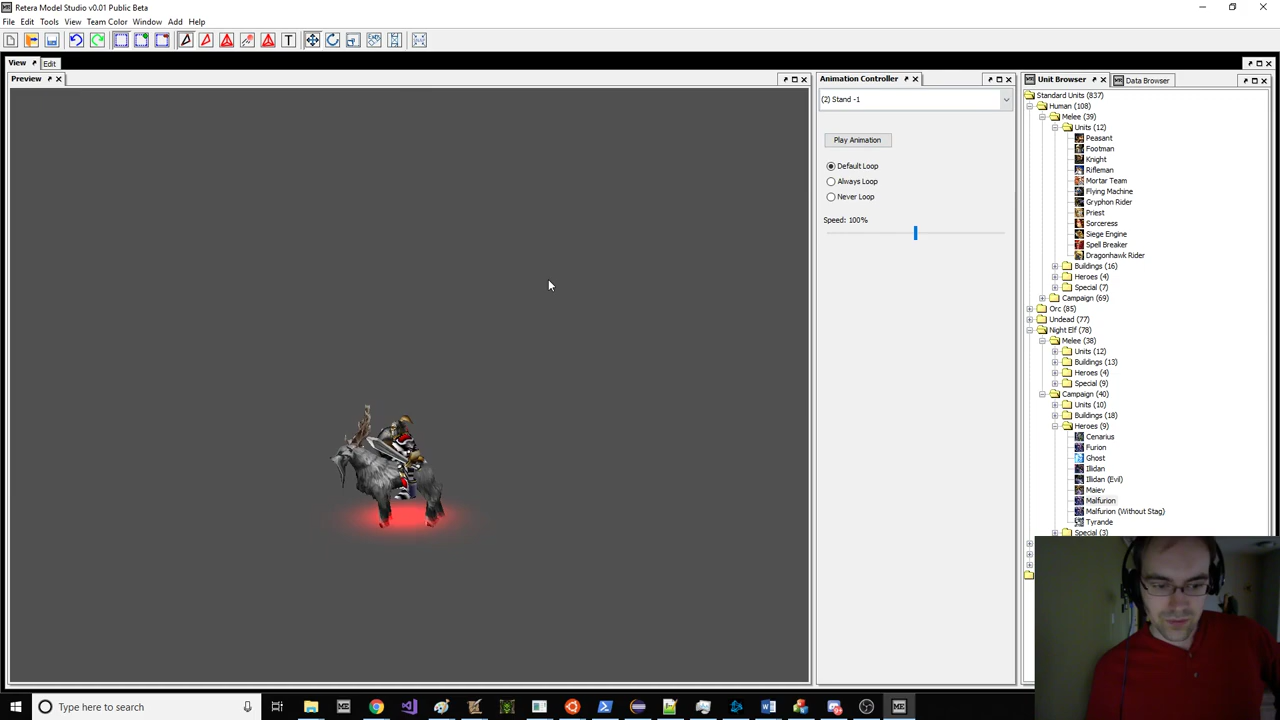 Retera Model Studio v0.01 Public Beta
File Edit Tools View Team Color Window Add Help
View
Edit
Preview
Animation Controller
Unit Browser
Data Browser
(2) Stand -1
Play Animation
Default Loop
Always Loop
Never Loop
Speed: 100%
Standard Units (837)
Human (108)
Melee (39)
Units (12)
Peasant
Footman
Knight
Rifleman
Mortar Team
Flying Machine
Gryphon Rider
Priest
Sorceress
Siege Engine
Spell Breaker
Dragonhawk Rider
Buildings (16)
Heroes (4)
Special (7)
Campaign (69)
Orc (85)
Undead (77)
Night Elf (78)
Melee (38)
Units (12)
Buildings (13)
Heroes (4)
Special (9)
Campaign (40)
Units (10)
Buildings (18)
Heroes (9)
Cenarius
Furion
Ghost
Illidan
Illidan (Evil)
Maiev
Malfurion
Malfurion (Without Stag)
Tyrande
Special (3)
Type here to search